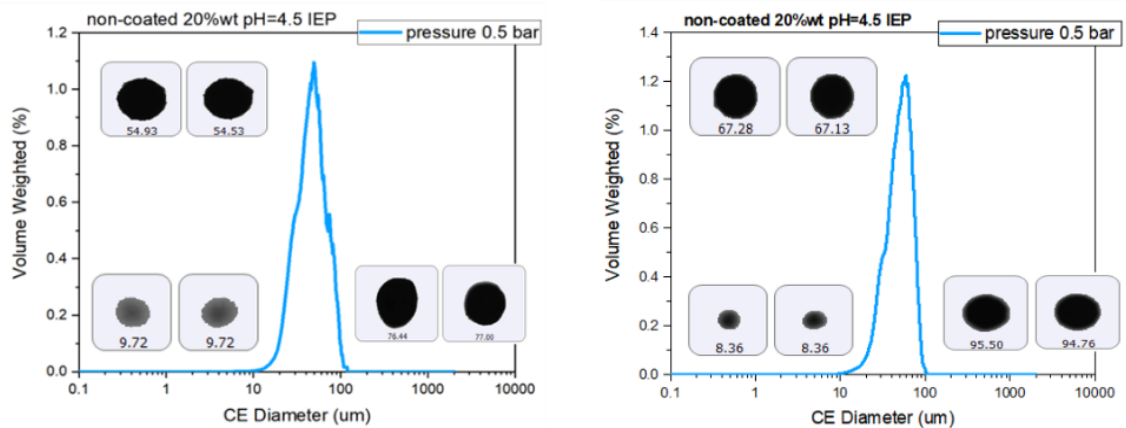 non-coated 20%wt pH=4.5 IEP
pressure 0.5 bar
1.2
1.0
0.8
0.6
0.4
0.2
0.0
Volume Weighted (%)
54.93 54.53
9.72 9.72
76.44 77.00
0.1 1 10 100 1000 10000
CE Diameter (um)
non-coated 20%wt pH=4.5 IEP
pressure 0.5 bar
1.4
1.2
1.0
0.8
0.6
0.4
0.2
0.0
Volume Weighted (%)
67.28 67.13
8.36 8.36
95.50 94.76
0.1 1 10 100 1000 10000
CE Diameter (um)